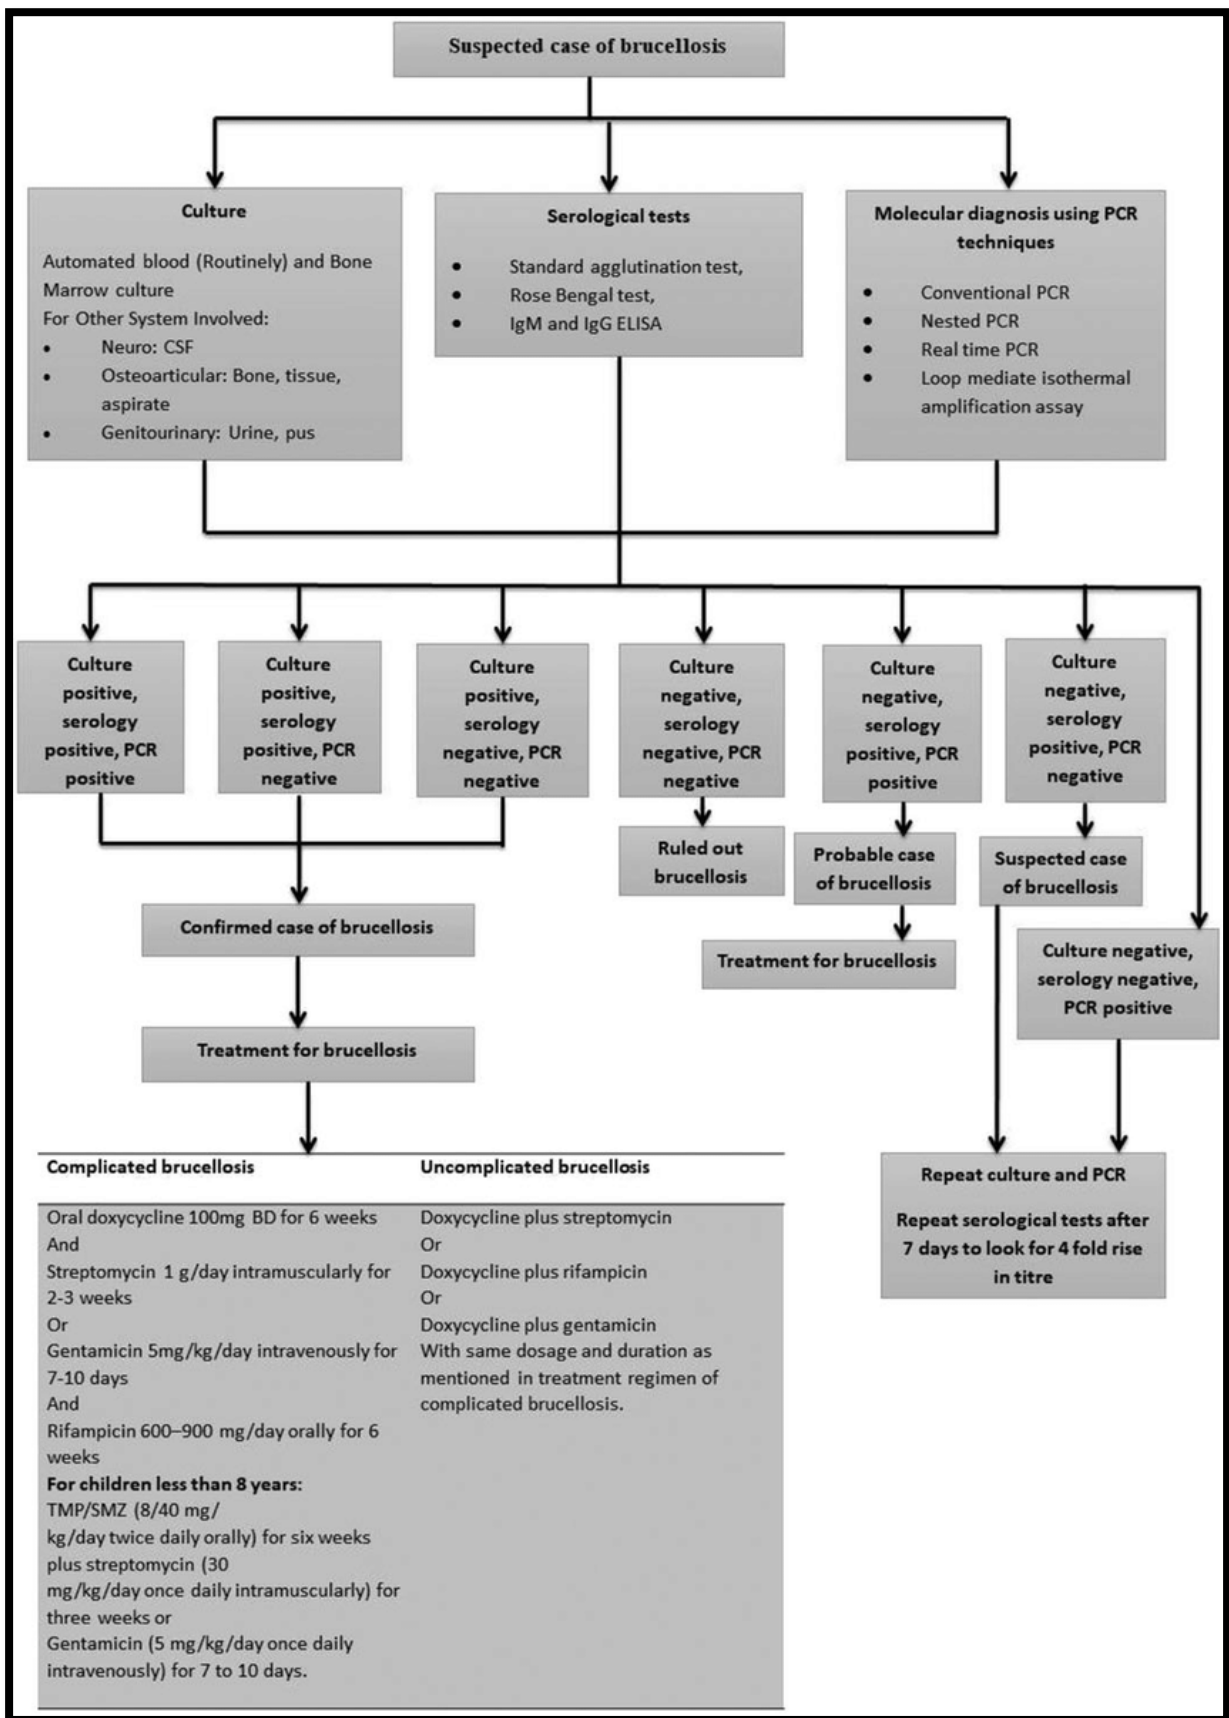 Suspected case of brucellosis
Culture
Automated blood (Routinely) and Bone
Marrow culture
For Other System Involved:
• Neuro: CSF
• Osteoarticular: Bone, tissue,
aspirate
• Genitourinary: Urine, pus
Serological tests
• Standard agglutination test,
• Rose Bengal test,
• IgM and IgG ELISA
Molecular diagnosis using PCR
techniques
• Conventional PCR
• Nested PCR
• Real time PCR
• Loop mediate isothermal
amplification assay
Culture
positive,
serology
positive, PCR
positive
Culture
positive,
serology
positive, PCR
negative
Culture
positive,
serology
negative, PCR
negative
Culture
negative,
serology
negative, PCR
negative
Culture
negative,
serology
positive, PCR
positive
Culture
negative,
serology
positive, PCR
negative
Ruled out
brucellosis
Probable case
of brucellosis
Suspected case
of brucellosis
Confirmed case of brucellosis
Treatment for brucellosis
Culture negative,
serology negative,
PCR positive
Treatment for brucellosis
Repeat culture and PCR
Repeat serological tests after
7 days to look for 4 fold rise
in titre
Complicated brucellosis
Oral doxycycline 100mg BD for 6 weeks
And
Streptomycin 1 g/day intramuscularly for
2-3 weeks
Or
Gentamicin 5mg/kg/day intravenously for
7-10 days
And
Rifampicin 600–900 mg/day orally for 6
weeks
For children less than 8 years:
TMP/SMZ (8/40 mg/
kg/day twice daily orally) for six weeks
plus streptomycin (30
mg/kg/day once daily intramuscularly) for
three weeks or
Gentamicin (5 mg/kg/day once daily
intravenously) for 7 to 10 days.
Uncomplicated brucellosis
Doxycycline plus streptomycin
Or
Doxycycline plus rifampicin
Or
Doxycycline plus gentamicin
With same dosage and duration as
mentioned in treatment regimen of
complicated brucellosis.